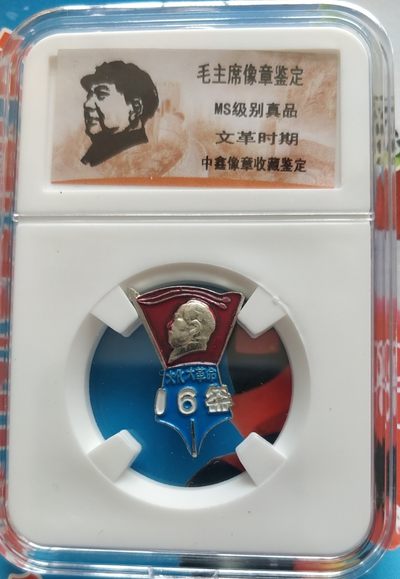 毛主席像章鉴定
MS级别真品
文革时期
中鑫像章收藏鉴定
文化大革命
16条